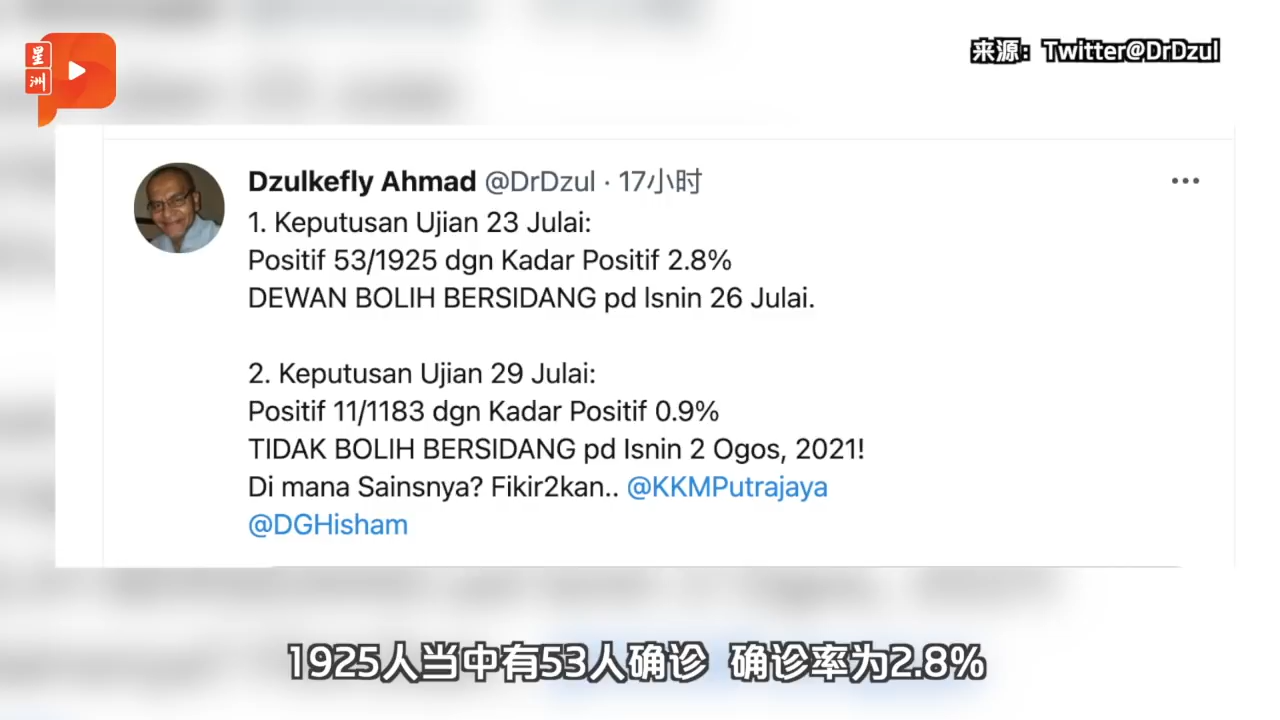 星洲
来源：Twitter@DrDzul
Dzulkefly Ahmad @DrDzul · 17小时
1. Keputusan Ujian 23 Julai:
Positif 53/1925 dgn Kadar Positif 2.8%
DEWAN BOLIH BERSIDANG pd Isnin 26 Julai.
2. Keputusan Ujian 29 Julai:
Positif 11/1183 dgn Kadar Positif 0.9%
TIDAK BOLIH BERSIDANG pd Isnin 2 Ogos, 2021!
Di mana Sainsnya? Fikir2kan.. @KKMPutrajaya
@DGHisham
1925人当中有53人确诊 确诊率为2.8%